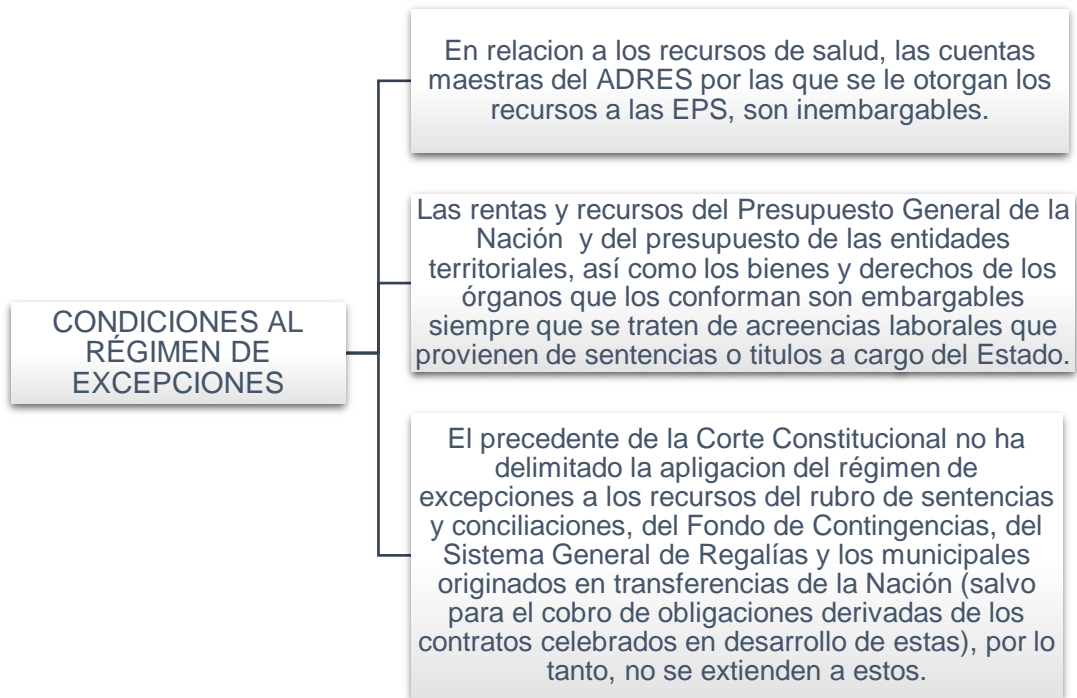 CONDICIONES AL
RÉGIMEN DE
EXCEPCIONES
En relacion a los recursos de salud, las cuentas
maestras del ADRES por las que se le otorgan los
recursos a las EPS, son inembargables.
Las rentas y recursos del Presupuesto General de la
Nación y del presupuesto de las entidades
territoriales, así como los bienes y derechos de los
órganos que los conforman son embargables
siempre que se traten de acreencias laborales que
provienen de sentencias o titulos a cargo del Estado.
El precedente de la Corte Constitucional no ha
delimitado la apligacion del régimen de
excepciones a los recursos del rubro de sentencias
y conciliaciones, del Fondo de Contingencias, del
Sistema General de Regalías y los municipales
originados en transferencias de la Nación (salvo
para el cobro de obligaciones derivadas de los
contratos celebrados en desarrollo de estas), por lo
tanto, no se extienden a estos.